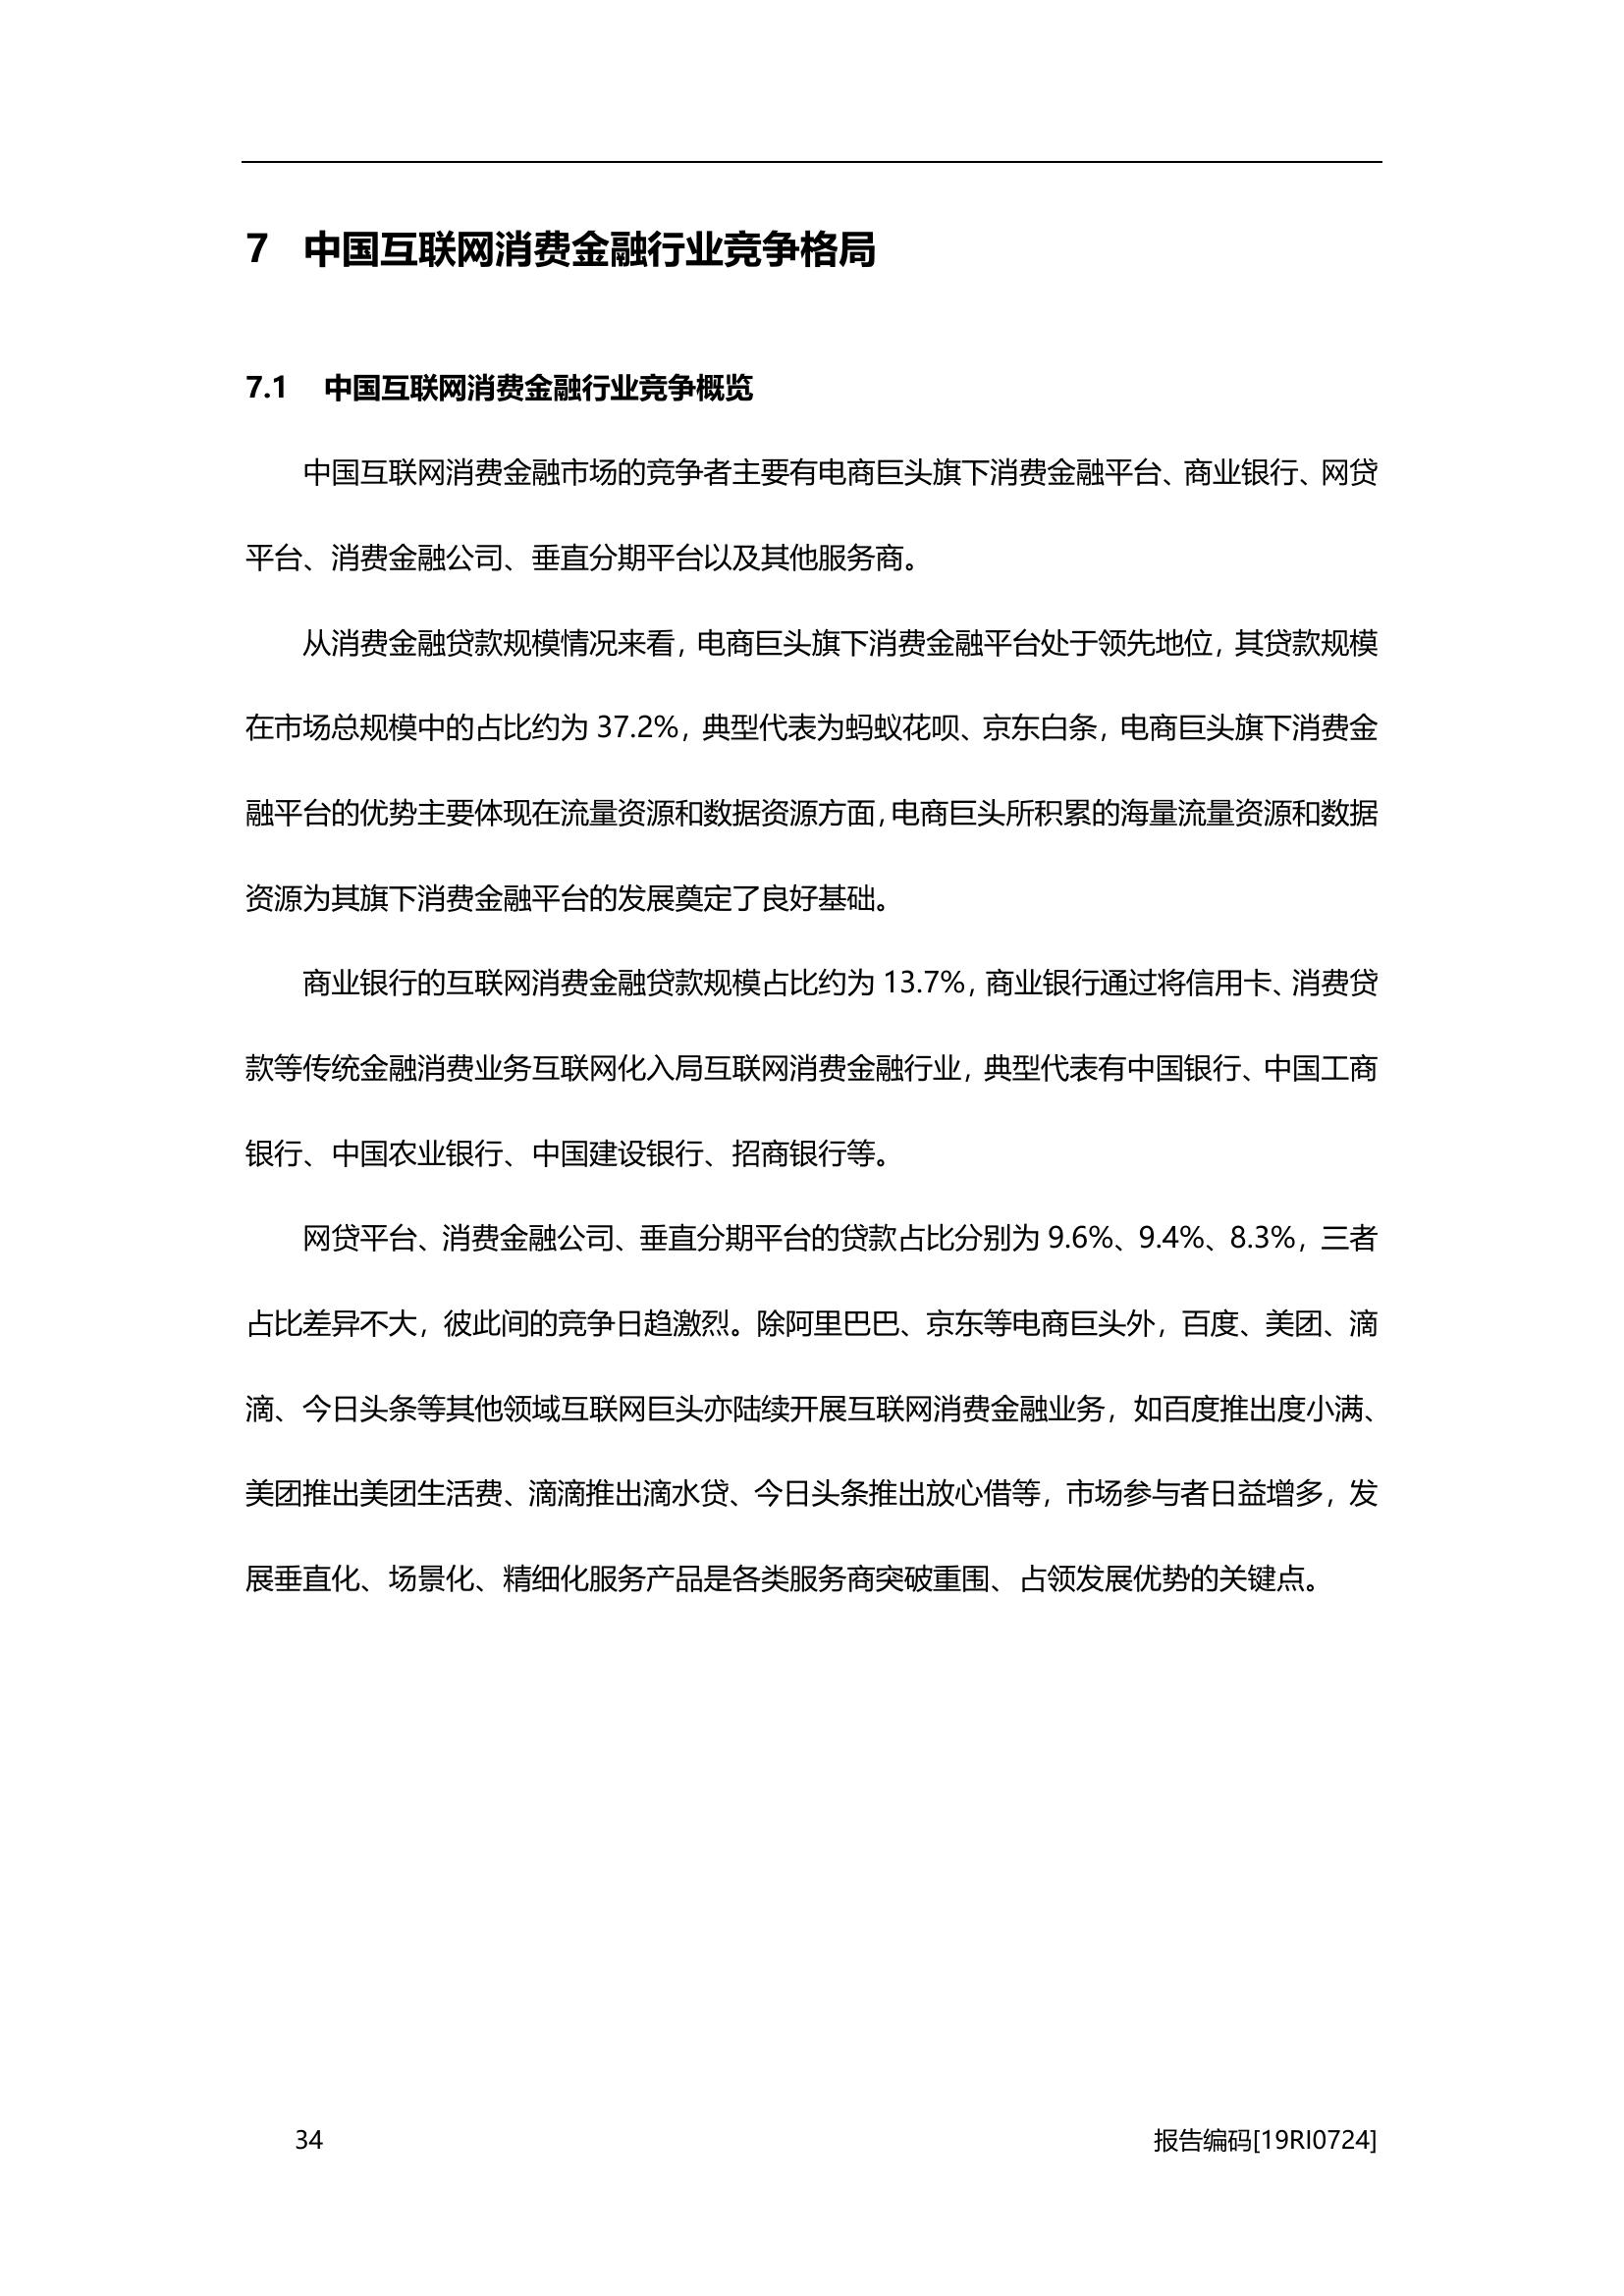 7 中国互联网消费金融行业竞争格局
7.1 中国互联网消费金融行业竞争概览
中国互联网消费金融市场的竞争者主要有电商巨头旗下消费金融平台、商业银行、网贷
平台、消费金融公司、垂直分期平台以及其他服务商。
从消费金融贷款规模情况来看，电商巨头旗下消费金融平台处于领先地位，其贷款规模
在市场总规模中的占比约为 37.2%，典型代表为蚂蚁花呗、京东白条，电商巨头旗下消费金
融平台的优势主要体现在流量资源和数据资源方面，电商巨头所积累的海量流量资源和数据
资源为其旗下消费金融平台的发展奠定了良好基础。
商业银行的互联网消费金融贷款规模占比约为 13.7%，商业银行通过将信用卡、消费贷
款等传统金融消费业务互联网化入局互联网消费金融行业，典型代表有中国银行、中国工商
银行、中国农业银行、中国建设银行、招商银行等。
网贷平台、消费金融公司、垂直分期平台的贷款占比分别为 9.6%、9.4%、8.3%，三者
占比差异不大，彼此间的竞争日趋激烈。除阿里巴巴、京东等电商巨头外，百度、美团、滴
滴、今日头条等其他领域互联网巨头亦陆续开展互联网消费金融业务，如百度推出度小满、
美团推出美团生活费、滴滴推出滴水贷、今日头条推出放心借等，市场参与者日益增多，发
展垂直化、场景化、精细化服务产品是各类服务商突破重围、占领发展优势的关键点。
34
报告编码[19RI0724]